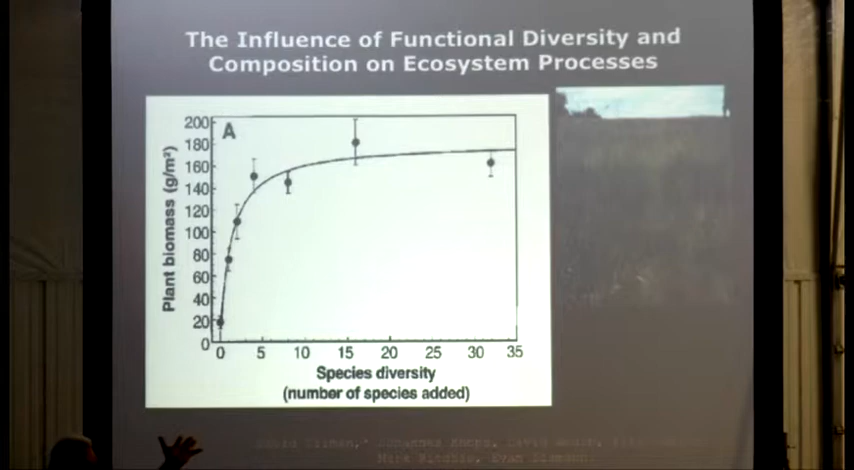 The Influence of Functional Diversity and
Composition on Ecosystem Processes
A
200
180
160
140
120
100
80
60
40
20
0
Plant biomass (g/m²)
0 5 10 15 20 25 30 35
Species diversity
(number of species added)